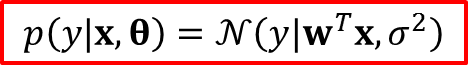 p(y|𝐱, 𝛉) = 𝒩(y|𝐰ᵀ𝐱, σ²)